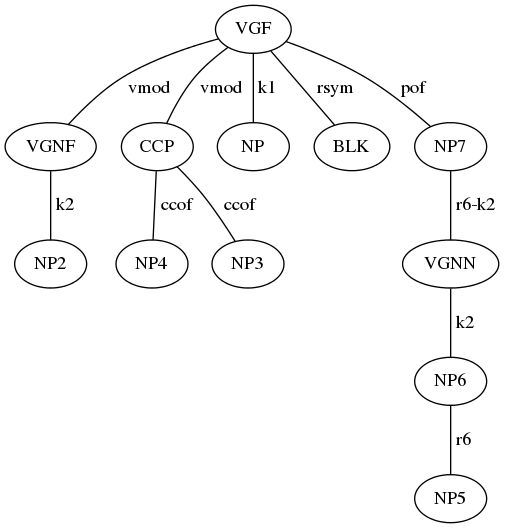 VGF
vmod vmod k1 rsym pof
VGNF CCP NP BLK NP7
k2 ccof ccof r6-k2
NP2 NP4 NP3 VGNN
k2
NP6
r6
NP5